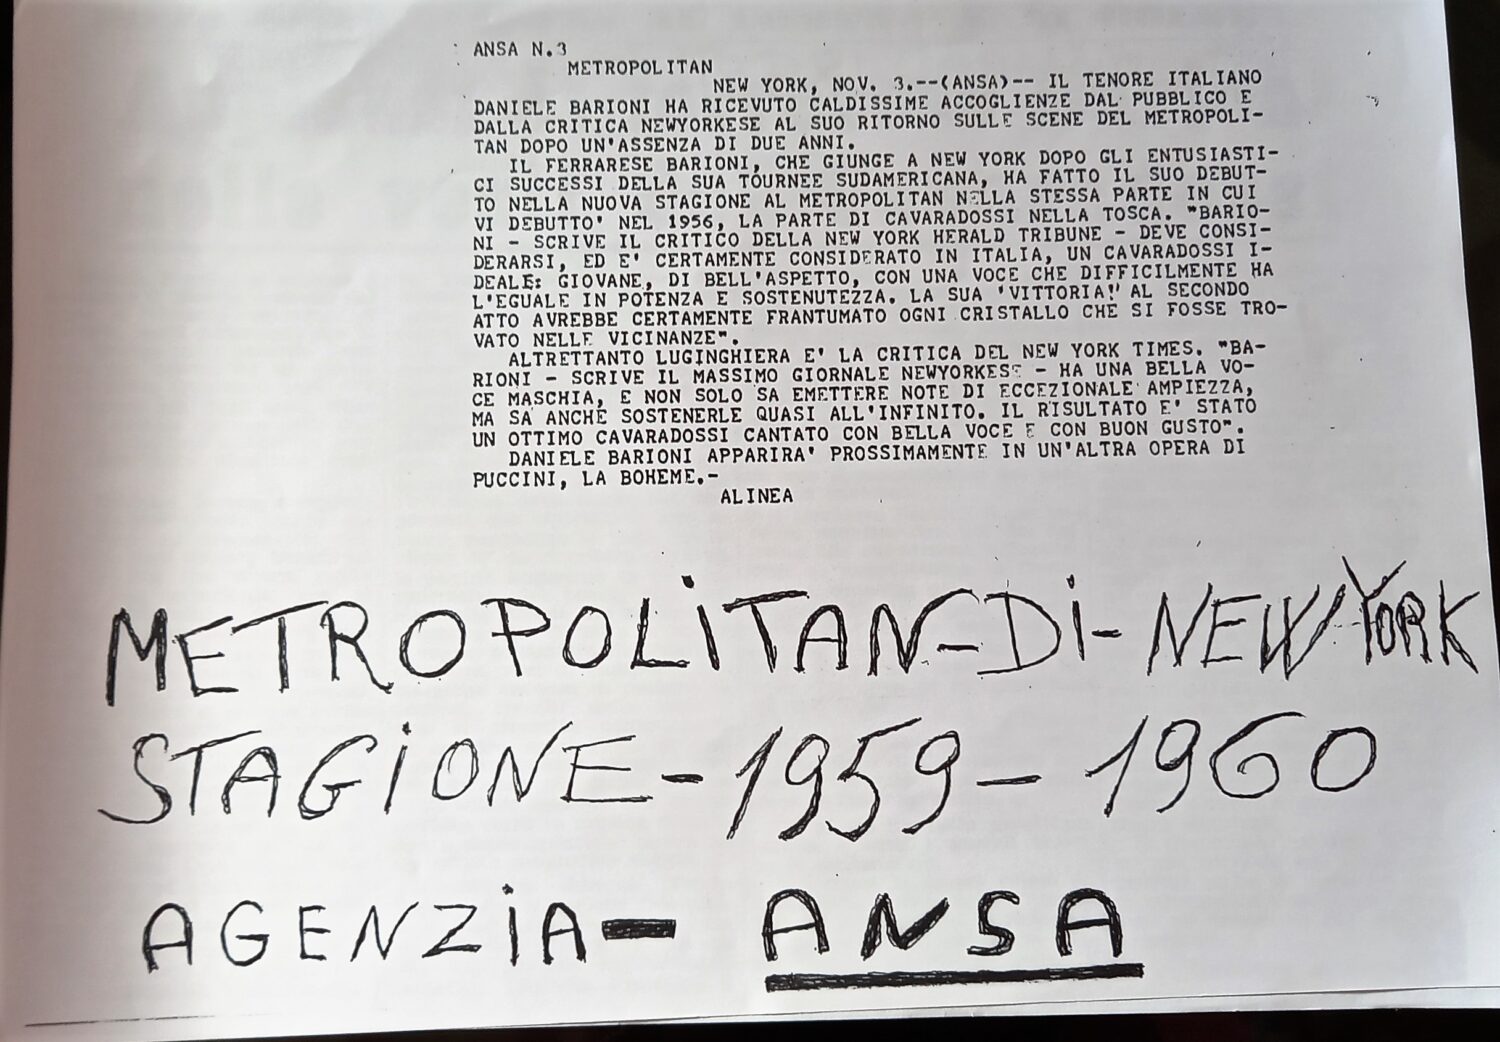 ANSA N.3
METROPOLITAN
NEW YORK, NOV. 3.--(ANSA)-- IL TENORE ITALIANO
DANIELE BARIONI HA RICEVUTO CALDISSIME ACCOGLIENZE DAL PUBBLICO E
DALLA CRITICA NEWYORKESE AL SUO RITORNO SULLE SCENE DEL METROPOLI-
TAN DOPO UN'ASSENZA DI DUE ANNI.
IL FERRARESE BARIONI, CHE GIUNGE A NEW YORK DOPO GLI ENTUSIASTI-
CI SUCCESSI DELLA SUA TOURNEE SUDAMERICANA, HA FATTO IL SUO DEBUT-
TO NELLA NUOVA STAGIONE AL METROPOLITAN NELLA STESSA PARTE IN CUI
VI DEBUTTO' NEL 1956, LA PARTE DI CAVARADOSSI NELLA TOSCA. "BARIO-
NI - SCRIVE IL CRITICO DELLA NEW YORK HERALD TRIBUNE - DEVE CONSI-
DERARSI, ED E' CERTAMENTE CONSIDERATO IN ITALIA, UN CAVARADOSSI I-
DEALE: GIOVANE, DI BELL'ASPETTO, CON UNA VOCE CHE DIFFICILMENTE HA
L'EGUALE IN POTENZA E SOSTENUTEZZA. LA SUA 'VITTORIA!' AL SECONDO
ATTO AVREBBE CERTAMENTE FRANTUMATO OGNI CRISTALLO CHE SI FOSSE TRO-
VATO NELLE VICINANZE".
ALTRETTANTO LUGINGHIERA E' LA CRITICA DEL NEW YORK TIMES. "BA-
RIONI - SCRIVE IL MASSIMO GIORNALE NEWYORKESE - HA UNA BELLA VO-
CE MASCHIA, E NON SOLO SA EMETTERE NOTE DI ECCEZIONALE AMPIEZZA,
MA SA ANCHE SOSTENERLE QUASI ALL'INFINITO. IL RISULTATO E' STATO
UN OTTIMO CAVARADOSSI CANTATO CON BELLA VOCE E CON BUON GUSTO".
DANIELE BARIONI APPARIRA' PROSSIMAMENTE IN UN'ALTRA OPERA DI
PUCCINI, LA BOHEME.-
ALINEA
METROPOLITAN-DI-NEW YORK
STAGIONE-1959-1960
AGENZIA- ANSA